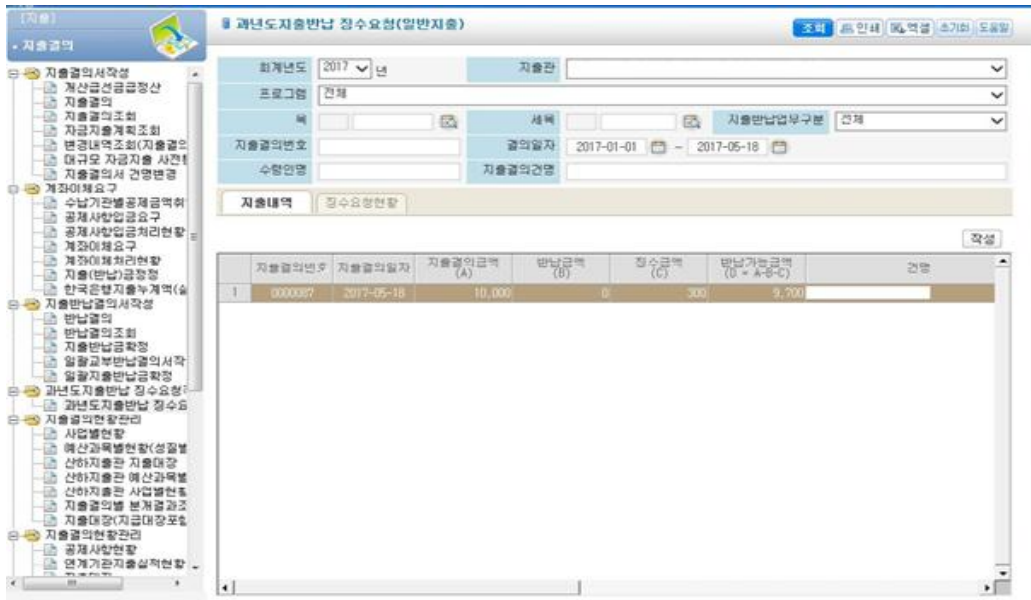 [지출]
• 지출결의
지출결의서작성
개산급선금급정산
지출결의
지출결의조회
자금지출계획조회
변경내역조회(지출결의
대규모 자금지출 사전
지출결의서 건명변경
계좌이체요구
수납기관별공제금액취
공제사항입금요구
공제사항입금처리현황
계좌이체요구
계좌이체처리현황
지출(반납)금정정
한국은행지출누계액(실
지출반납결의서작성
반납결의
반납결의조회
지출반납금확정
일괄교부반납결의서작
일괄지출반납금확정
과년도지출반납 징수요청
과년도지출반납 징수요
지출결의현황관리
사업별현황
예산과목별현황(성질별
산하지출관 지출대장
산하지출관 예산과목별
산하지출관 사업별현황
지출결의별 분개결과조
지출대장(지급대장포함
지출결의현황관리
공제사항현황
연계기관지출실적현황
과년도지출반납 징수요청(일반지출)
조회 인쇄 엑셀 초기화 도움말
회계연도 2017 년 지출관
프로그램 전체
목 세목 지출반납업무구분 전체
지출결의번호 결의일자 2017-01-01 ~ 2017-05-18
수령인명 지출결의건명
지출내역 징수요청현황
작성
지출결의번호 지출결의일자 지출결의금액 (A) 반납금액 (B) 징수금액 (C) 반납가능금액 (D = A-B-C) 건명
1 0000087 2017-05-18 10,000 0 300 9,700